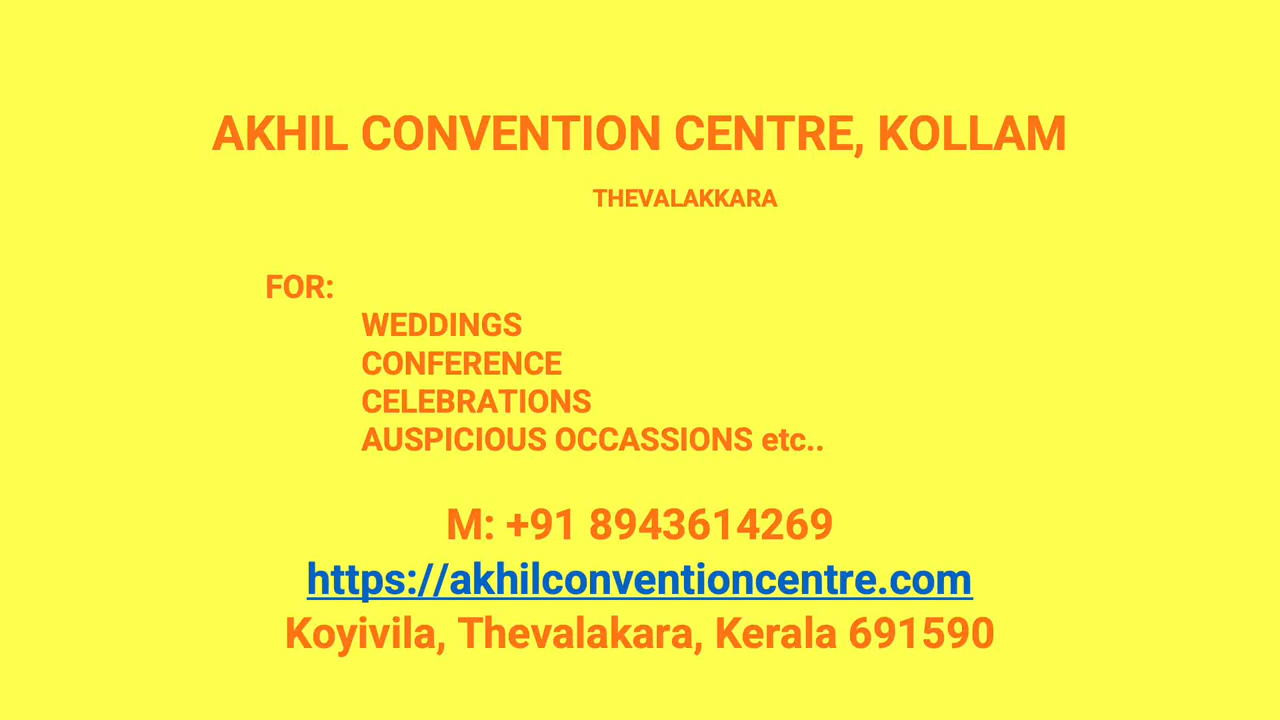 AKHIL CONVENTION CENTRE, KOLLAM
THEVALAKKARA
FOR:
WEDDINGS
CONFERENCE
CELEBRATIONS
AUSPICIOUS OCCASSIONS etc..
M: +91 8943614269
https://akhilconventioncentre.com
Koyivila, Thevalakara, Kerala 691590